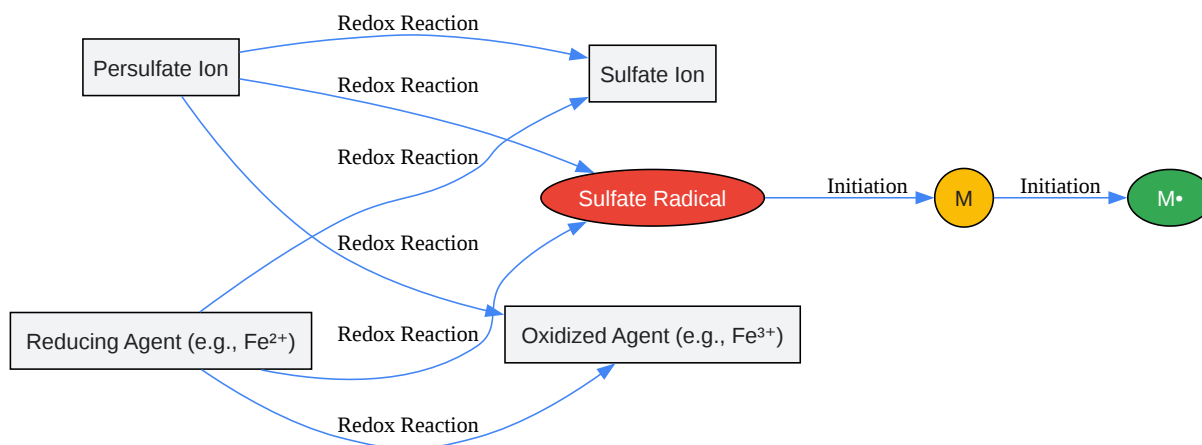 Redox Reaction
Persulfate Ion
Sulfate Ion
Redox Reaction
Redox Reaction
Sulfate Radical
Initiation
M
Initiation
M•
Redox Reaction
Reducing Agent (e.g., Fe²⁺)
Redox Reaction
Oxidized Agent (e.g., Fe³⁺)
Redox Reaction